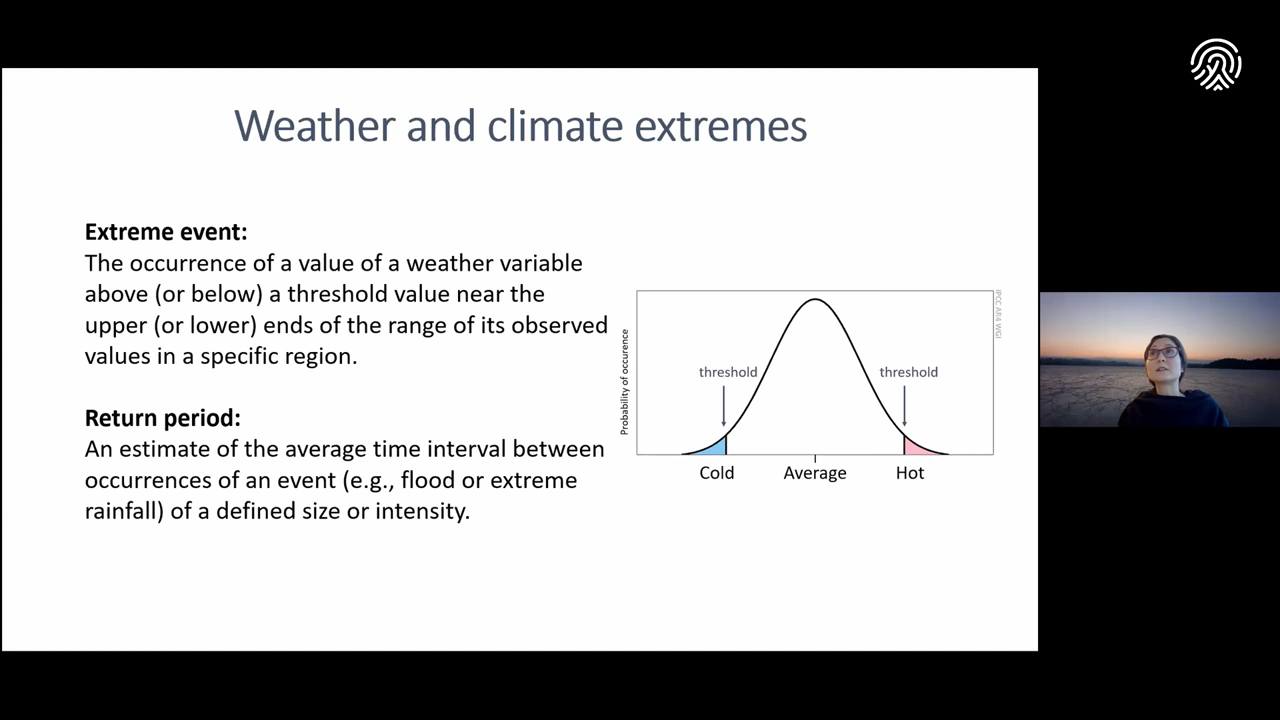 Weather and climate extremes
Extreme event:
The occurrence of a value of a weather variable
above (or below) a threshold value near the
upper (or lower) ends of the range of its observed
values in a specific region.
Return period:
An estimate of the average time interval between
occurrences of an event (e.g., flood or extreme
rainfall) of a defined size or intensity.
Probability of occurence
threshold
threshold
Cold
Average
Hot
IPCC AR4 WGI